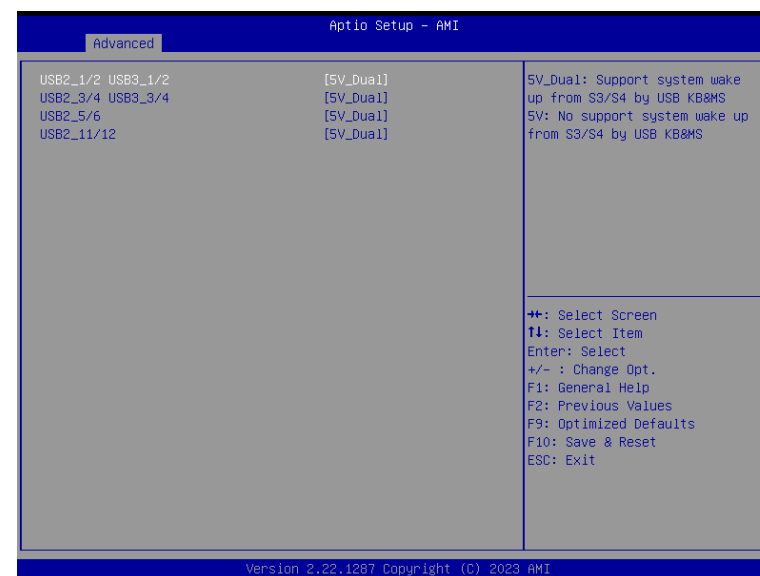 Aptio Setup - AMI
Advanced
USB2_1/2 USB3_1/2 [5V_Dual]
USB2_3/4 USB3_3/4 [5V_Dual]
USB2_5/6 [5V_Dual]
USB2_11/12 [5V_Dual]
5V_Dual: Support system wake
up from S3/S4 by USB KB&MS
5V: No support system wake up
from S3/S4 by USB KB&MS
→←: Select Screen
↑↓: Select Item
Enter: Select
+/- : Change Opt.
F1: General Help
F2: Previous Values
F9: Optimized Defaults
F10: Save & Reset
ESC: Exit
Version 2.22.1287 Copyright (C) 2023 AMI